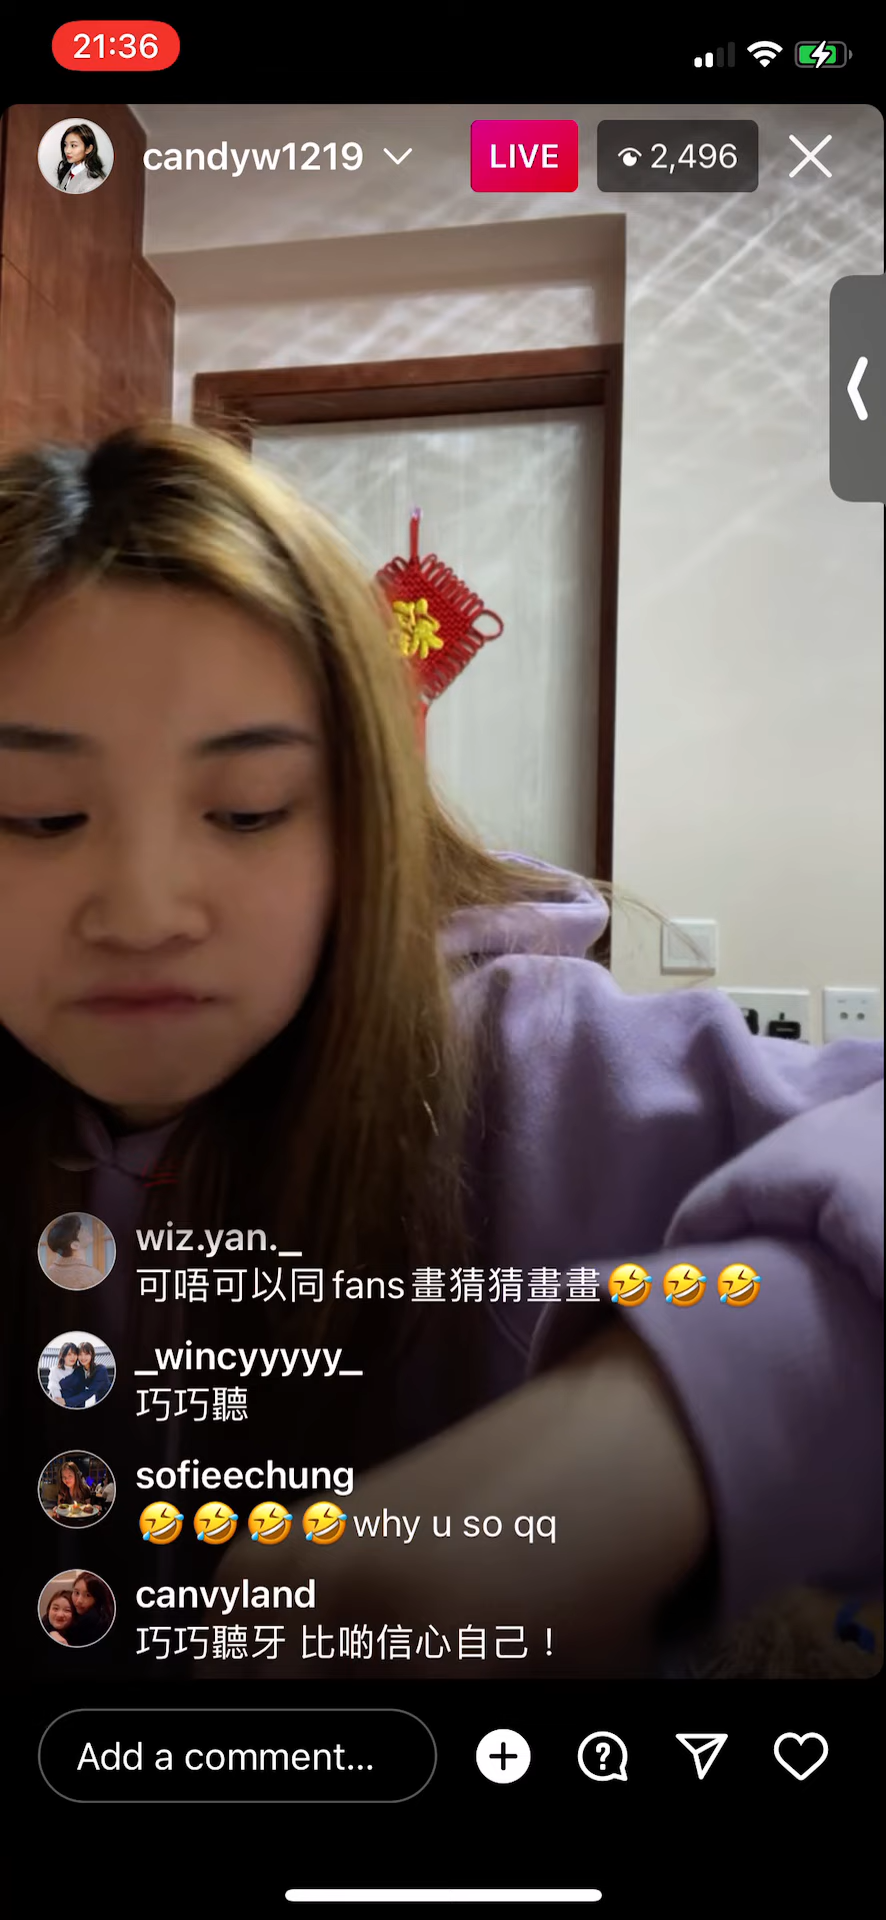 21:36
candyw1219
LIVE
2,496
wiz.yan._
可唔可以同fans畫猜猜畫畫🤣🤣🤣
_wincyyyyy_
巧巧聽
sofieechung
🤣🤣🤣🤣why u so qq
canvyland
巧巧聽牙 比啲信心自己！
Add a comment...